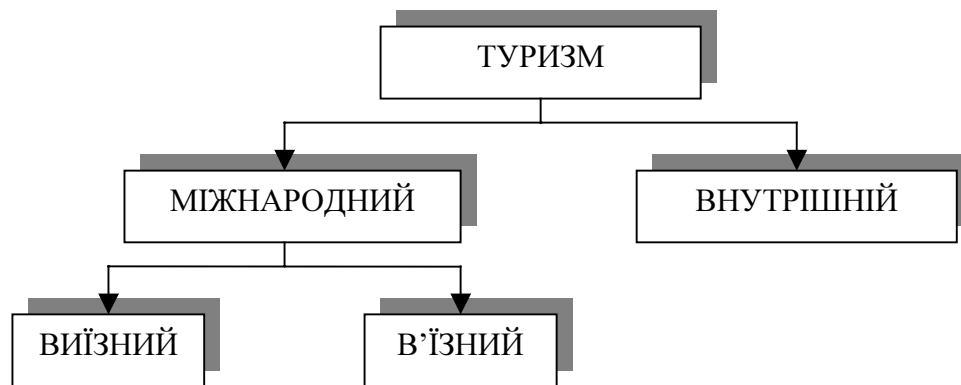 ТУРИЗМ
МІЖНАРОДНИЙ
ВНУТРІШНІЙ
ВИЇЗНИЙ
В’ЇЗНИЙ